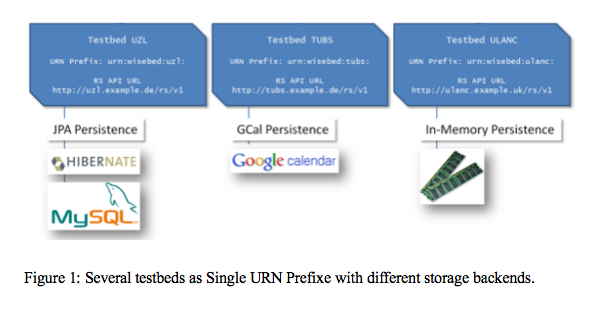 Testbed UZL
URN Prefix: urn:wisebed:uzl:
RS API URL
http://uzl.example.de/rs/v1
Testbed TUBS
URN Prefix: urn:wisebed:tubs:
RS API URL
http://tubs.example.de/rs/v1
Testbed ULANC
URN Prefix: urn:wisebed:ulanc:
RS API URL
http://ulanc.example.uk/rs/v1
JPA Persistence
HIBERNATE
MySQL
GCal Persistence
Google calendar
In-Memory Persistence
Figure 1: Several testbeds as Single URN Prefixe with different storage backends.